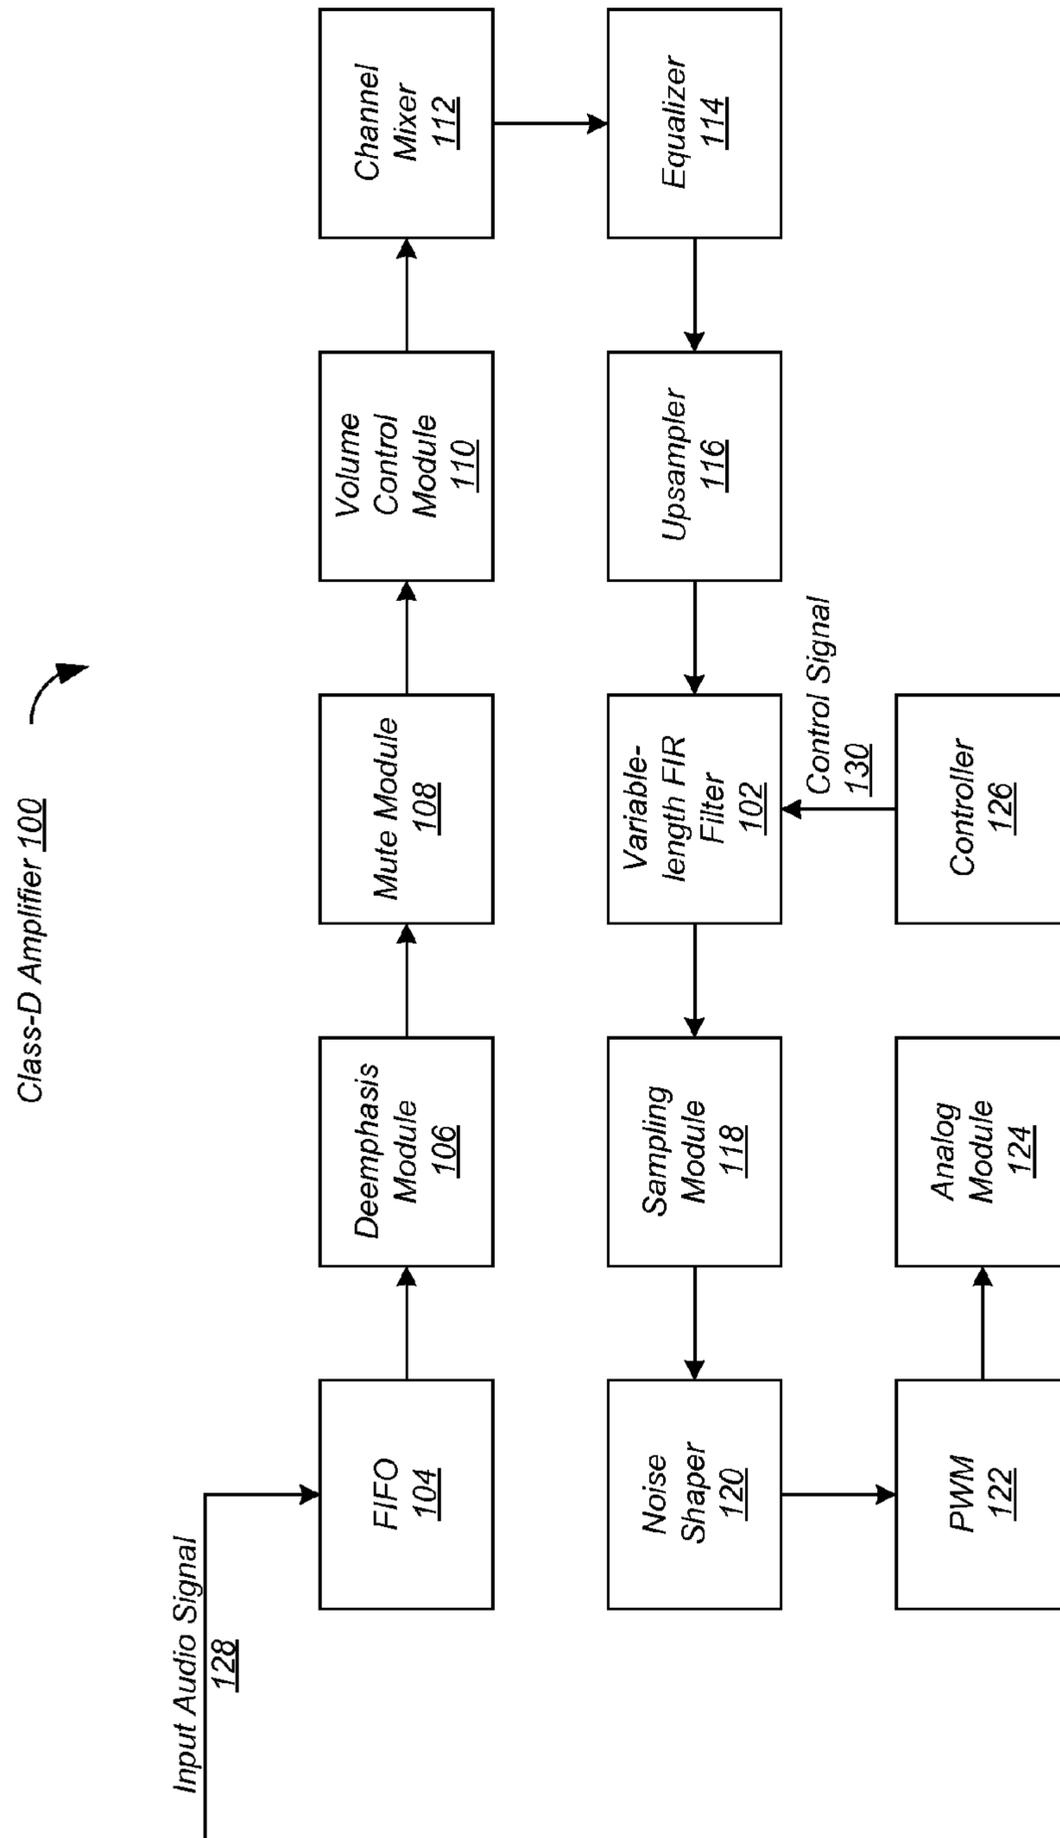 Class-D Amplifier 100
Input Audio Signal
128
FIFO
104
Deemphasis
Module
106
Mute Module
108
Volume
Control
Module
110
Channel
Mixer
112
Equalizer
114
Upsampler
116
Variable-
length FIR
Filter
102
Control Signal
130
Controller
126
Sampling
Module
118
Noise
Shaper
120
PWM
122
Analog
Module
124